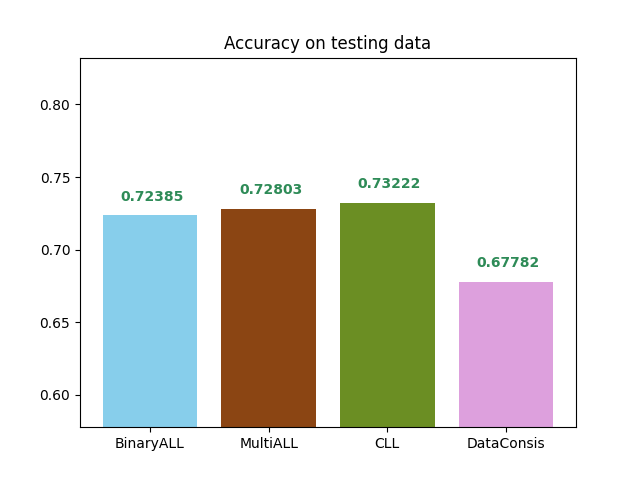 Accuracy on testing data
0.80
0.75
0.70
0.65
0.60
0.72385
0.72803
0.73222
0.67782
BinaryALL
MultiALL
CLL
DataConsis